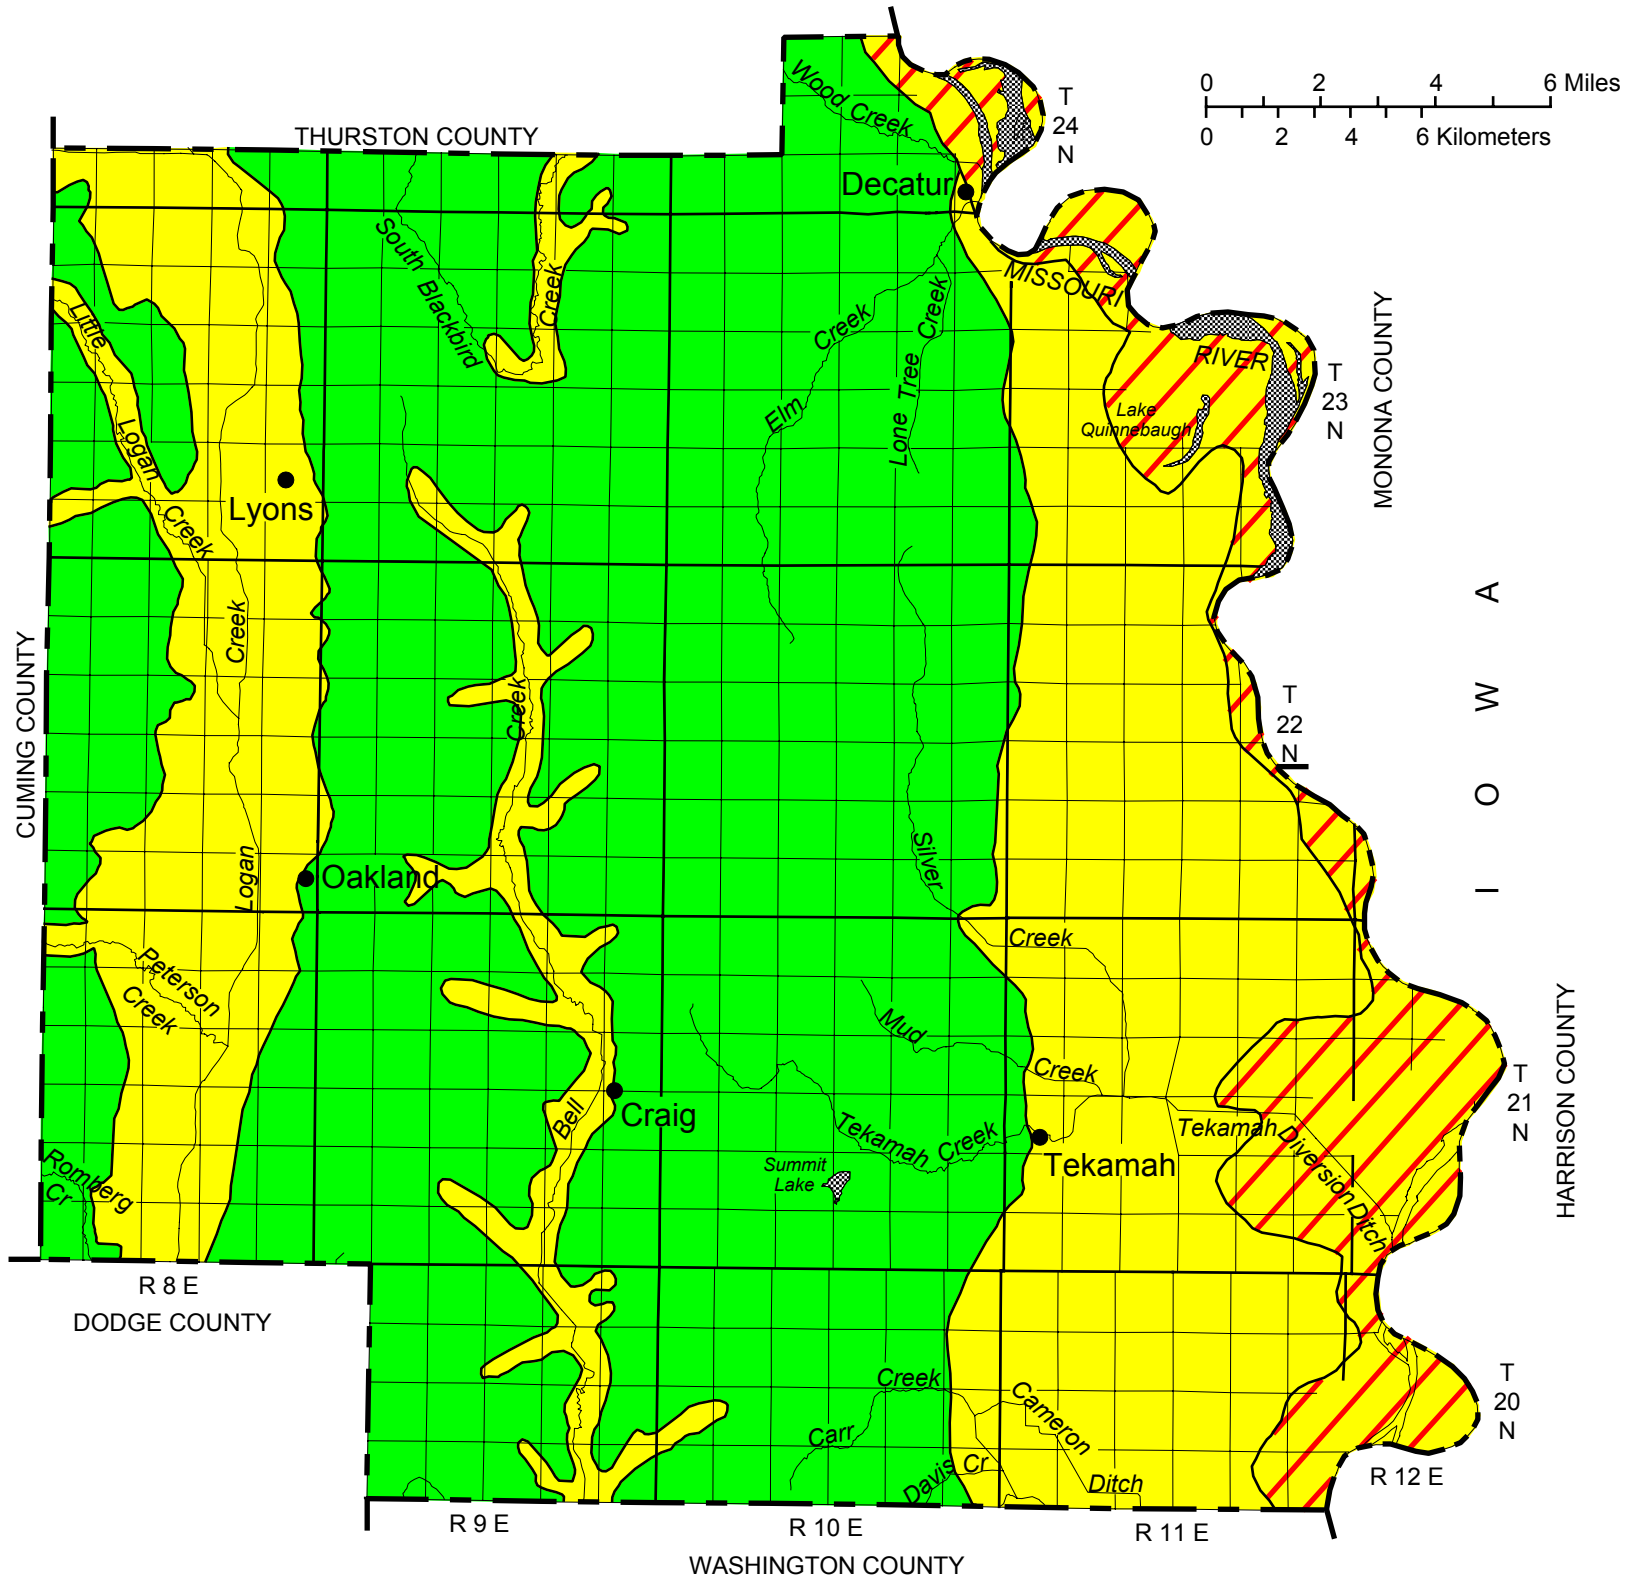 0 2 4 6 Miles
0 2 4 6 Kilometers
THURSTON COUNTY
Wood Creek
T
24
N
Decatur
South Blackbird
Creek
MISSOURI
RIVER
Little
Logan
Creek
Elm
Creek
Lone Tree Creek
Lake
Quinnebaugh
T
23
N
MONONA COUNTY
Lyons
Creek
Logan
CUMING COUNTY
Creek
T
22
N
I O W A
Silver
Creek
Oakland
Peterson
Creek
Mud
Creek
Bell
Craig
Tekamah Creek
Tekamah
Tekamah
Diversion Ditch
Summit
Lake
T
21
N
HARRISON COUNTY
Romberg
Cr
R 8 E
DODGE COUNTY
Carr
Creek
Davis Cr
Cameron
Ditch
T
20
N
R 12 E
R 9 E
R 10 E
R 11 E
WASHINGTON COUNTY